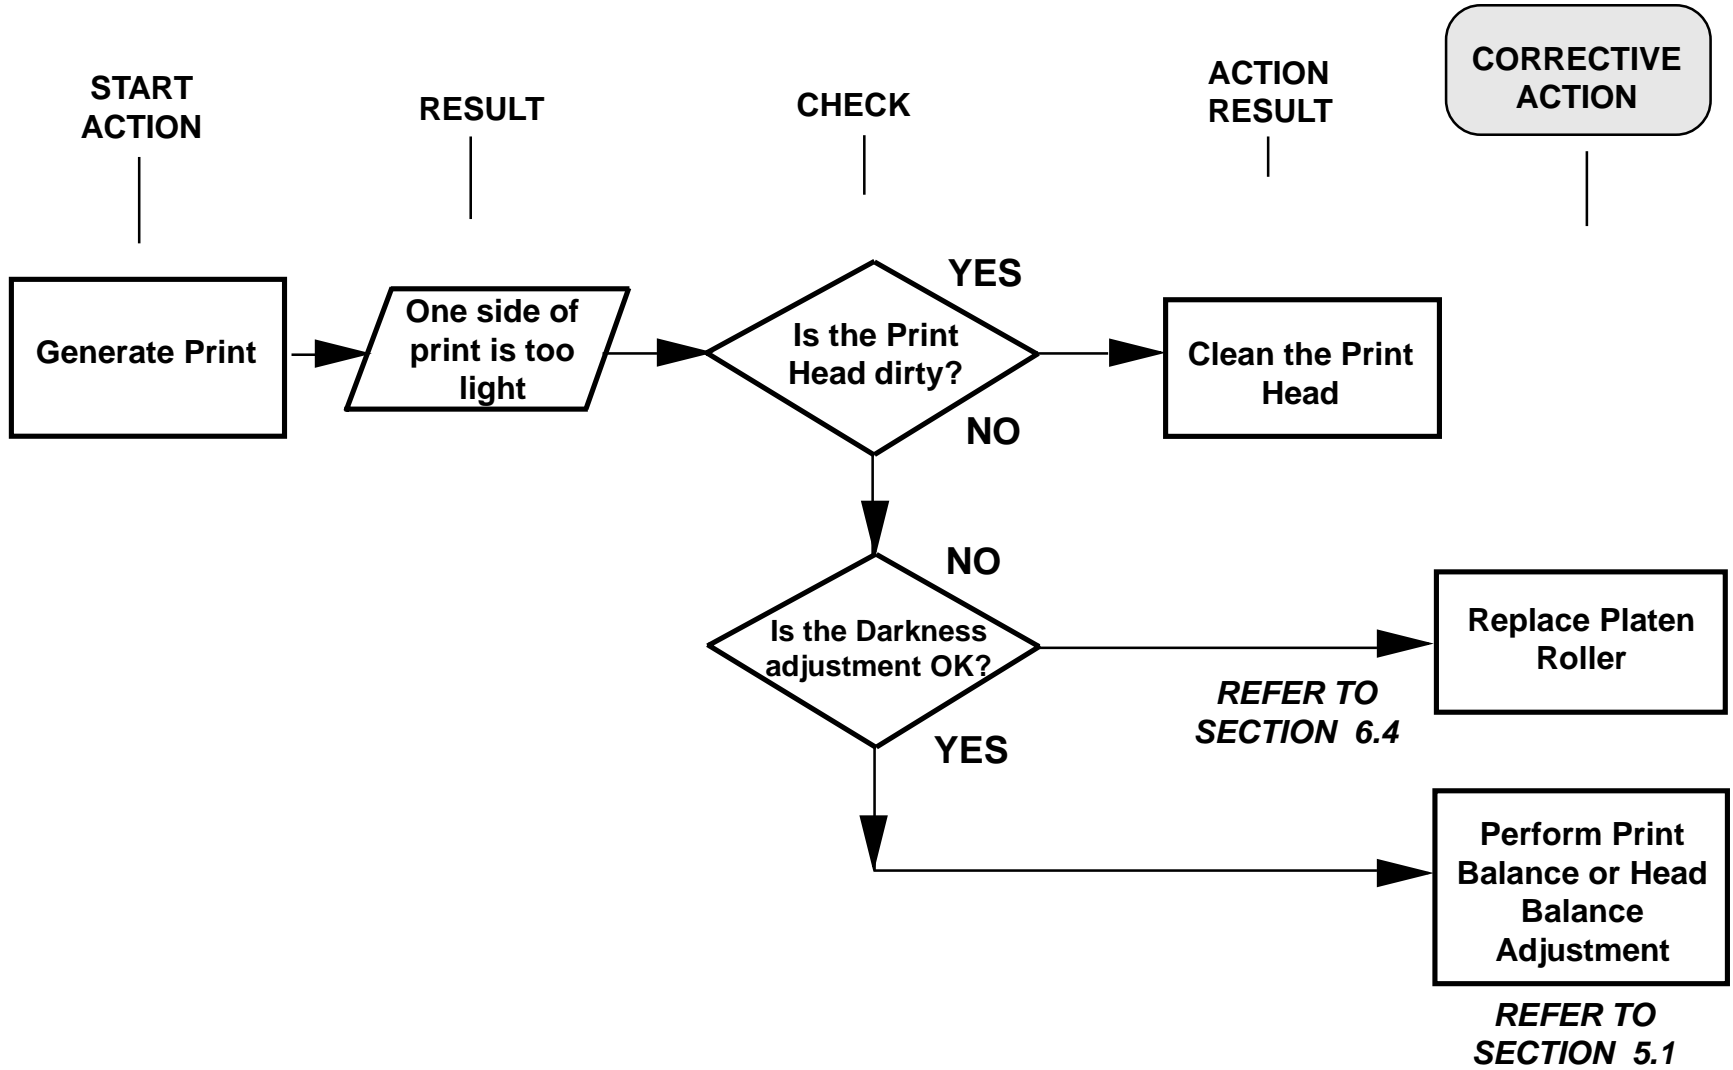 START
ACTION
RESULT
CHECK
ACTION
RESULT
CORRECTIVE
ACTION
Generate Print
One side of
print is too
light
Is the Print
Head dirty?
YES
NO
Clean the Print
Head
Is the Darkness
adjustment OK?
NO
YES
REFER TO
SECTION 6.4
Replace Platen
Roller
Perform Print
Balance or Head
Balance
Adjustment
REFER TO
SECTION 5.1